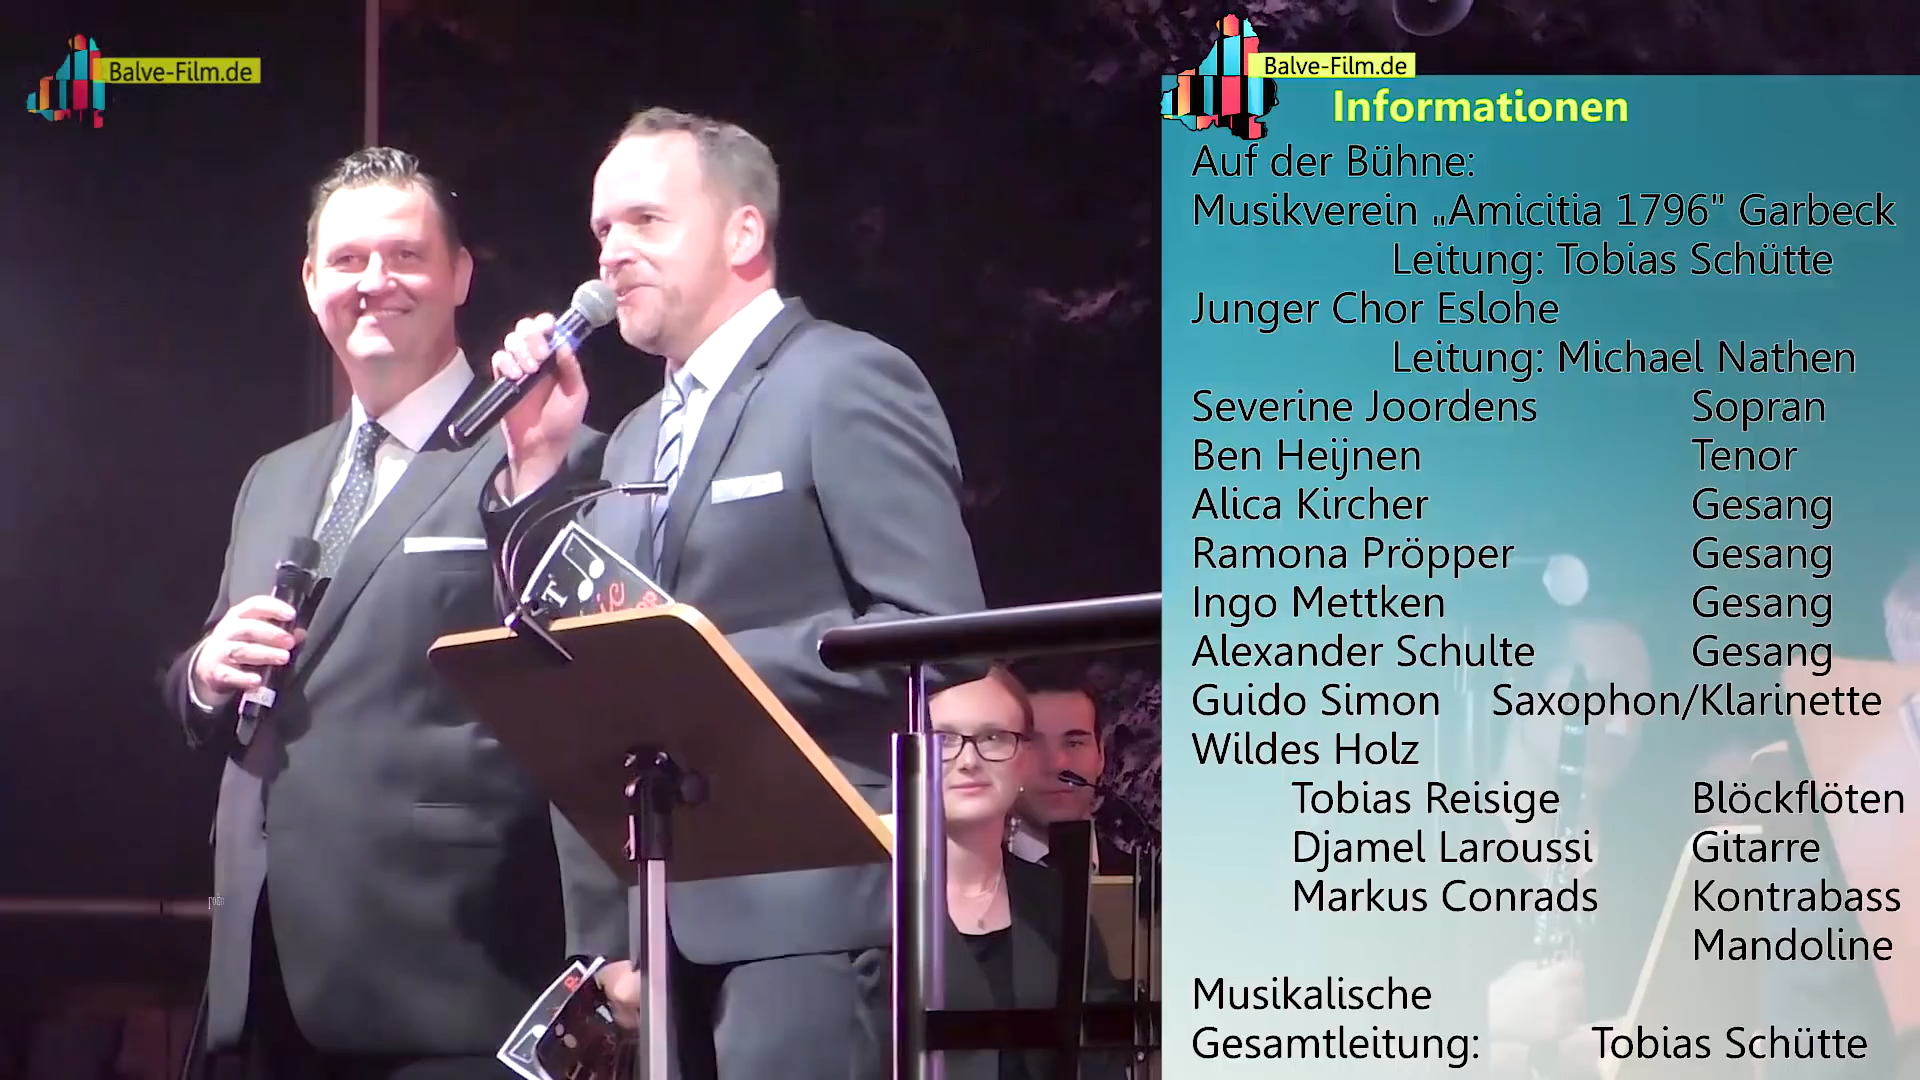 Balve-Film.de
Balve-Film.de
Informationen
Auf der Bühne:
Musikverein „Amicitia 1796" Garbeck
Leitung: Tobias Schütte
Junger Chor Eslohe
Leitung: Michael Nathen
Severine Joordens Sopran
Ben Heijnen Tenor
Alica Kircher Gesang
Ramona Pröpper Gesang
Ingo Mettken Gesang
Alexander Schulte Gesang
Guido Simon Saxophon/Klarinette
Wildes Holz
Tobias Reisige Blöckflöten
Djamel Laroussi Gitarre
Markus Conrads Kontrabass
Mandoline
Musikalische
Gesamtleitung: Tobias Schütte